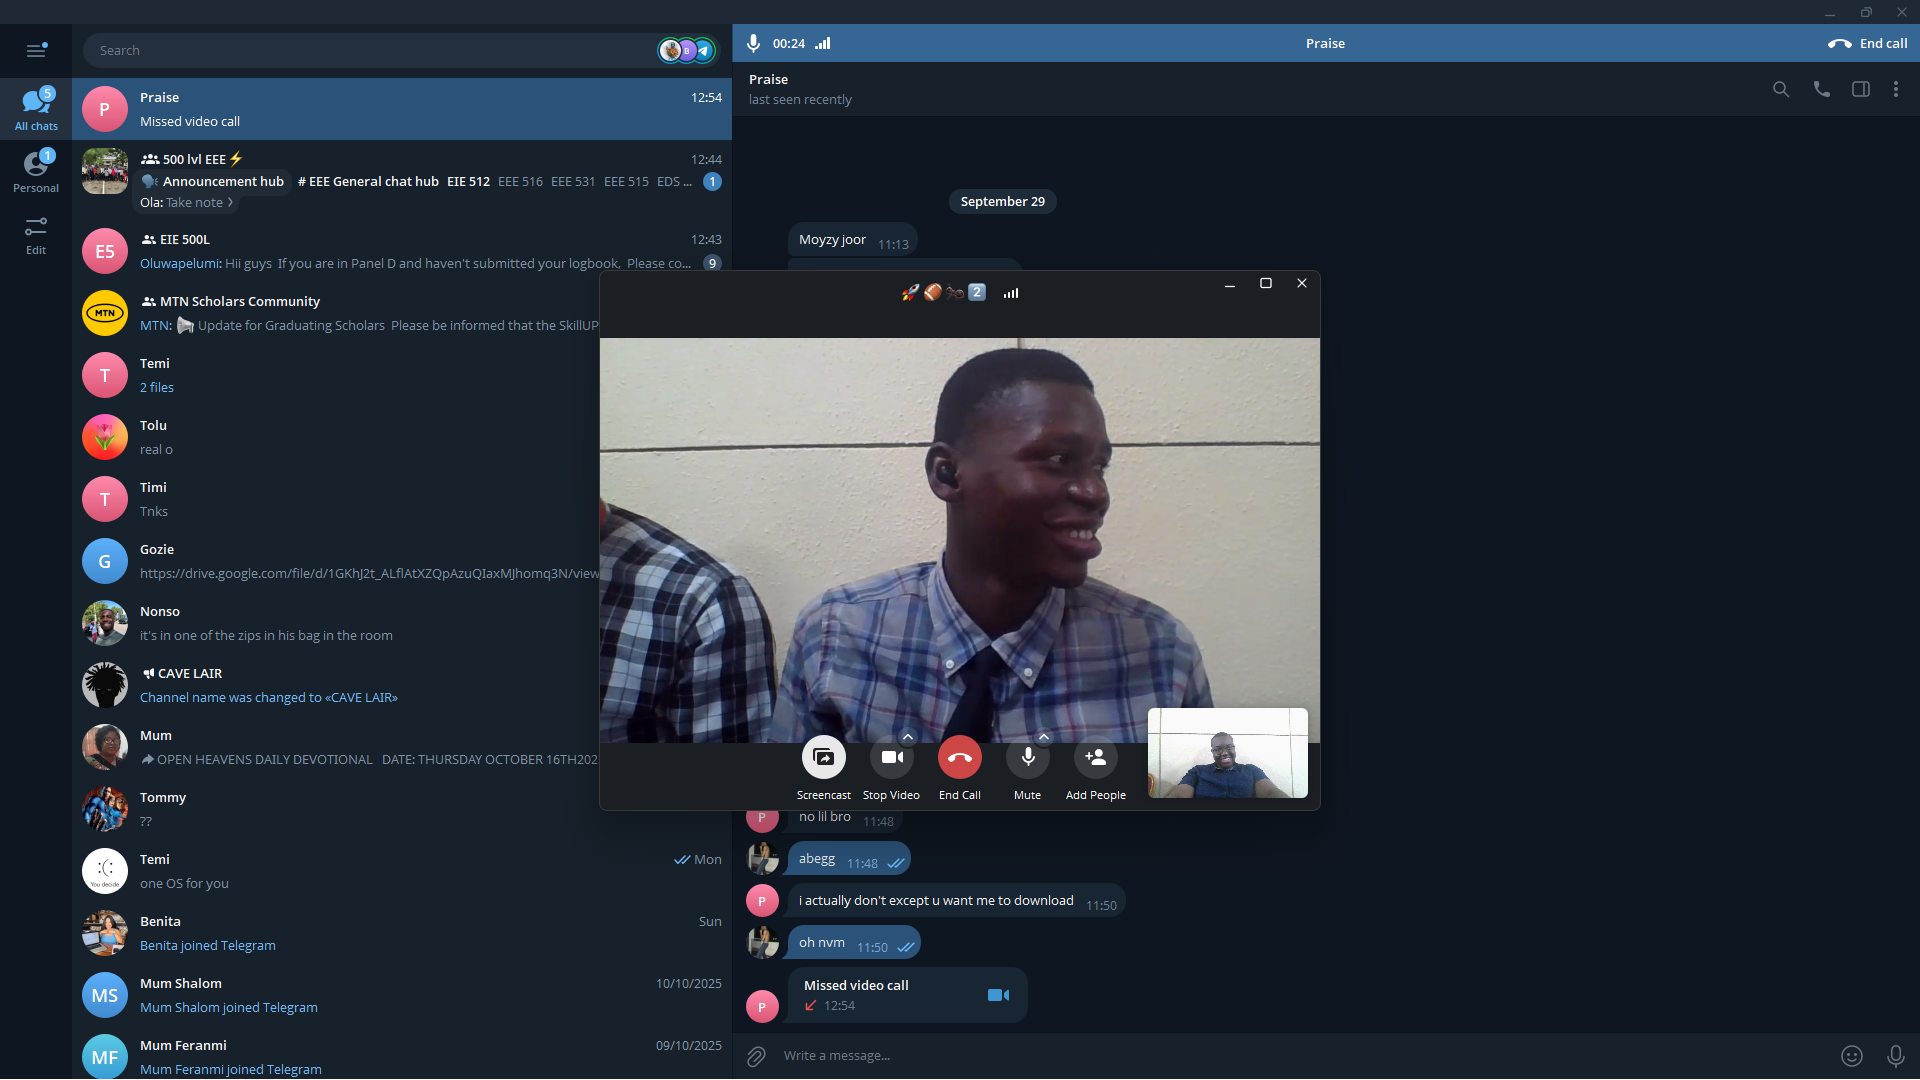 Search
00:24
Praise
End call
5
All chats
1
Personal
Edit
P
Praise
12:54
Missed video call
500 lvl EEE⚡
12:44
🗣 Announcement hub # EEE General chat hub EIE 512 EEE 516 EEE 531 EEE 515 EDS ...
1
Ola: Take note
E5
EIE 500L
12:43
Oluwapelumi: Hii guys If you are in Panel D and haven't submitted your logbook, Please co...
9
MTN
MTN Scholars Community
MTN: 📢 Update for Graduating Scholars Please be informed that the SkillUP
T
Temi
2 files
Tolu
real o
T
Timi
Tnks
G
Gozie
https://drive.google.com/file/d/1GKhJ2t_ALflAtXZQpAzuQIaxMJhomq3N/view
Nonso
it's in one of the zips in his bag in the room
CAVE LAIR
Channel name was changed to «CAVE LAIR»
Mum
OPEN HEAVENS DAILY DEVOTIONAL DATE: THURSDAY OCTOBER 16TH202
Tommy
??
:(:
You decide.
Temi
Mon
one OS for you
Benita
Sun
Benita joined Telegram
MS
Mum Shalom
10/10/2025
Mum Shalom joined Telegram
MF
Mum Feranmi
09/10/2025
Mum Feranmi joined Telegram
Praise
last seen recently
September 29
Moyzy joor 11:13
🚀🏈🐜2️⃣
Screencast
Stop Video
End Call
Mute
Add People
P
no lil bro 11:48
abegg 11:48
P
i actually don't except u want me to download 11:50
oh nvm 11:50
P
Missed video call
12:54
Write a message...